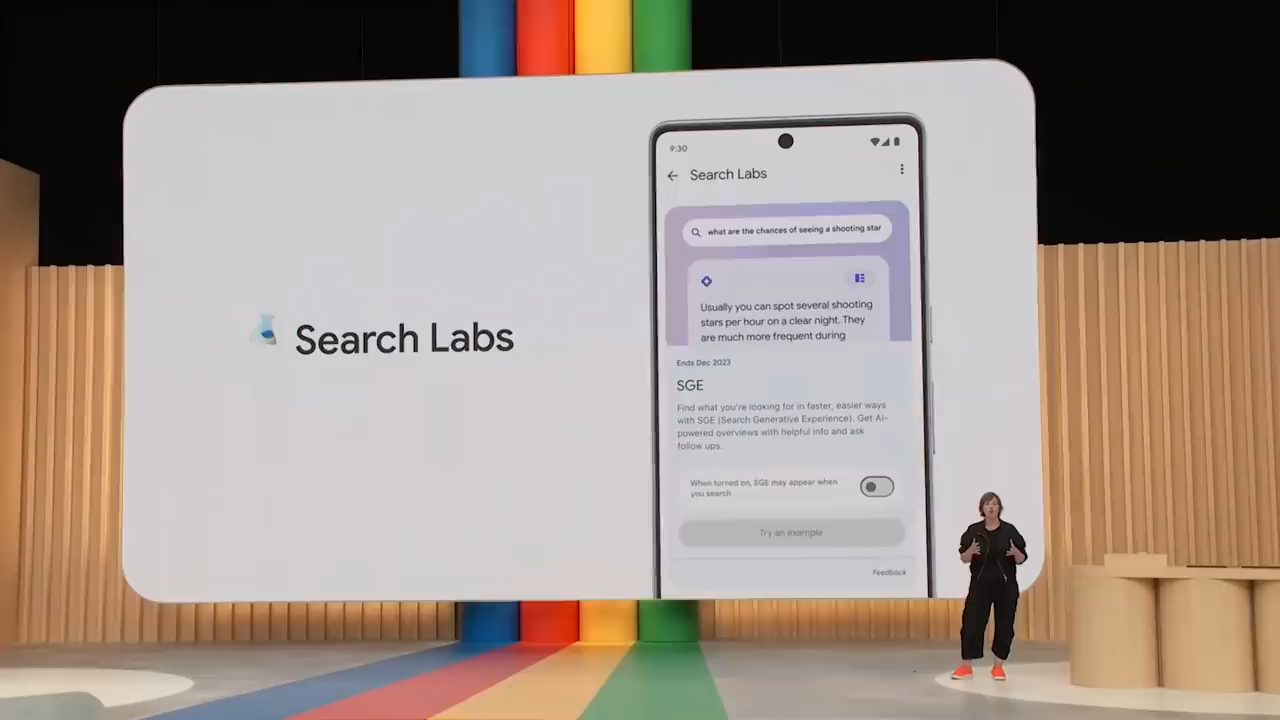 Search Labs
9:30
Search Labs
what are the chances of seeing a shooting star
Usually you can spot several shooting
stars per hour on a clear night. They
are much more frequent during
Ends Dec 2023
SGE
Find what you're looking for in faster, easier ways
with SGE (Search Generative Experience). Get AI-
powered overviews with helpful info and ask
follow ups.
When turned on, SGE may appear when
you search
Try an example
Feedback